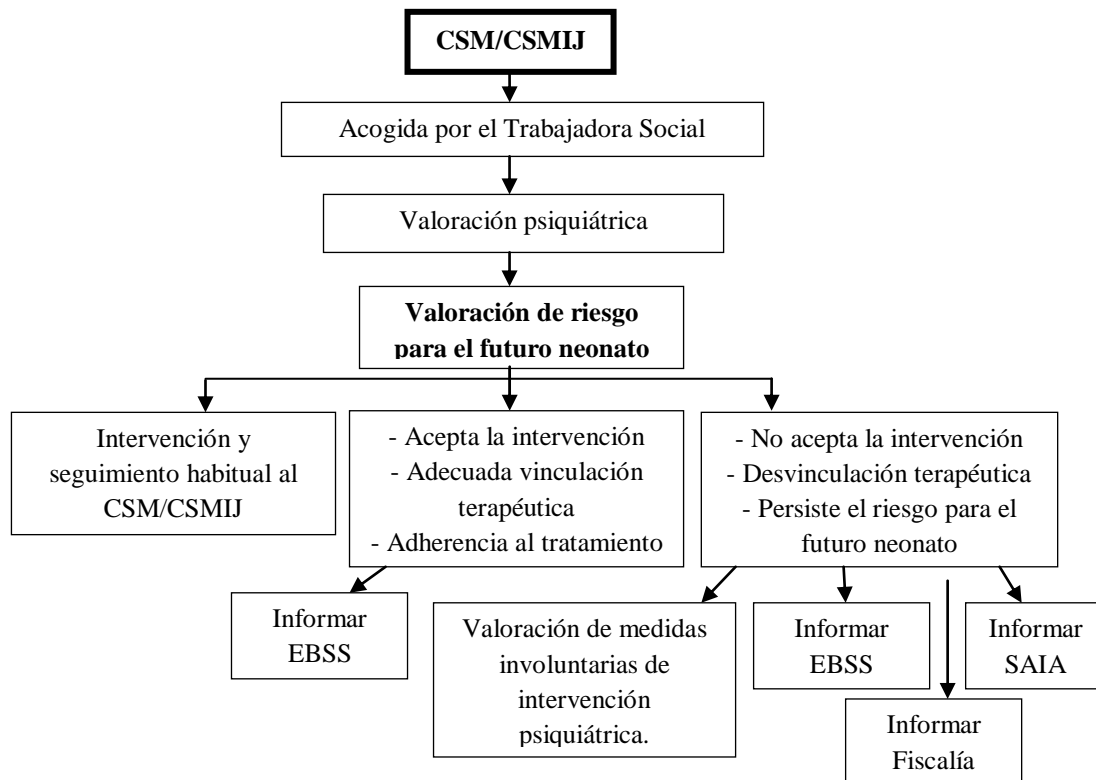 CSM/CSMIJ
Acogida por el Trabajadora Social
Valoración psiquiátrica
Valoración de riesgo
para el futuro neonato
Intervención y
seguimiento habitual al
CSM/CSMIJ
- Acepta la intervención
- Adecuada vinculación
terapéutica
- Adherencia al tratamiento
- No acepta la intervención
- Desvinculación terapéutica
- Persiste el riesgo para el
futuro neonato
Informar
EBSS
Valoración de medidas
involuntarias de
intervención
psiquiátrica.
Informar
EBSS
Informar
SAIA
Informar
Fiscalía